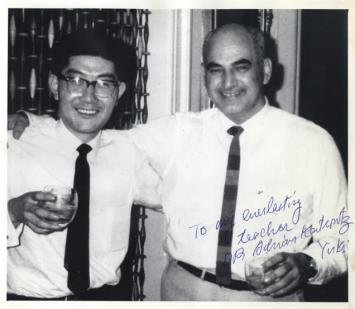 To my everlasting
teacher
DR Adrian Kantrowitz
Yuki